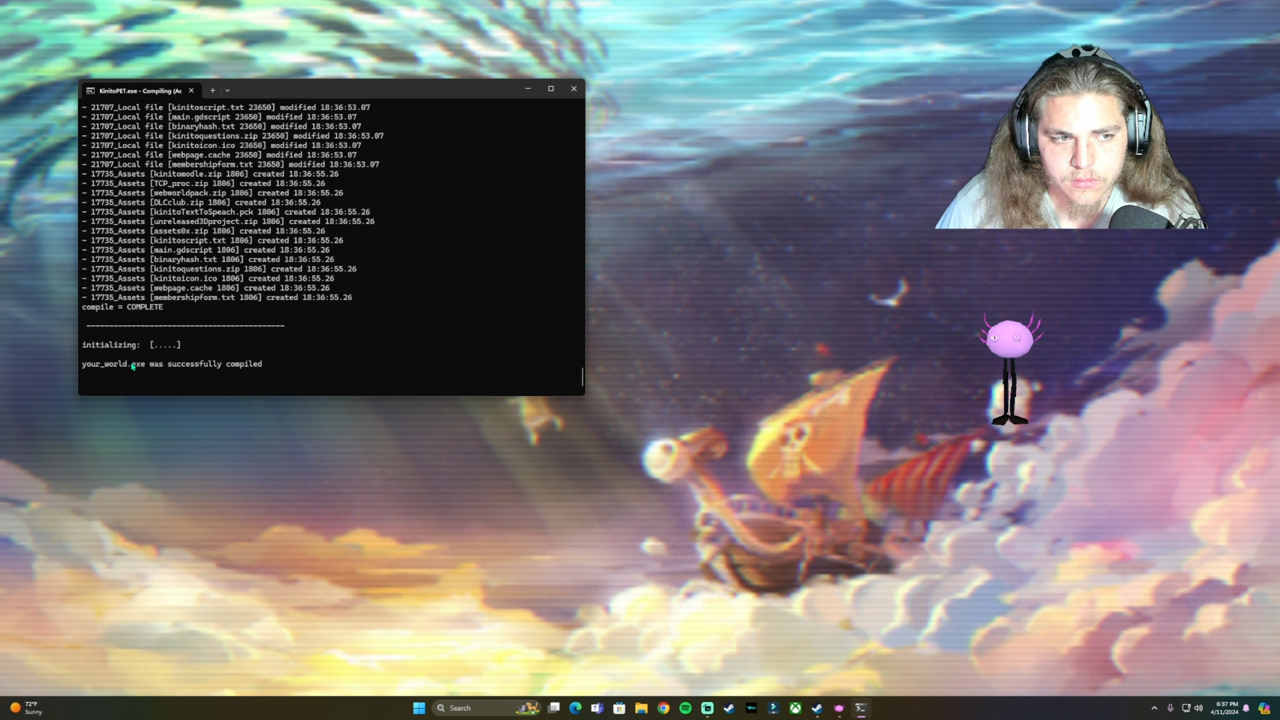 KinitoPET.exe - Compiling (Ac
- 21707_Local file [kinitoscript.txt 23650] modified 18:36:53.07
- 21707_Local file [main.gdscript 23650] modified 18:36:53.07
- 21707_Local file [binaryhash.txt 23650] modified 18:36:53.07
- 21707_Local file [kinitoquestions.zip 23650] modified 18:36:53.07
- 21707_Local file [kinitoicon.ico 23650] modified 18:36:53.07
- 21707_Local file [webpage.cache 23650] modified 18:36:53.07
- 21707_Local file [membershipform.txt 23650] modified 18:36:53.07
- 17735_Assets [kinitomodle.zip 1806] created 18:36:55.26
- 17735_Assets [TCP_proc.zip 1806] created 18:36:55.26
- 17735_Assets [webworldpack.zip 1806] created 18:36:55.26
- 17735_Assets [DLCclub.zip 1806] created 18:36:55.26
- 17735_Assets [kinitoTextToSpeach.pck 1806] created 18:36:55.26
- 17735_Assets [unreleased3Dproject.zip 1806] created 18:36:55.26
- 17735_Assets [assets0x.zip 1806] created 18:36:55.26
- 17735_Assets [kinitoscript.txt 1806] created 18:36:55.26
- 17735_Assets [main.gdscript 1806] created 18:36:55.26
- 17735_Assets [binaryhash.txt 1806] created 18:36:55.26
- 17735_Assets [kinitoquestions.zip 1806] created 18:36:55.26
- 17735_Assets [kinitoicon.ico 1806] created 18:36:55.26
- 17735_Assets [webpage.cache 1806] created 18:36:55.26
- 17735_Assets [membershipform.txt 1806] created 18:36:55.26
compile = COMPLETE
--------------------------------------------
initializing: [.....]
your_world.exe was successfully compiled
72°F
Sunny
Search
6:37 PM
4/11/2024